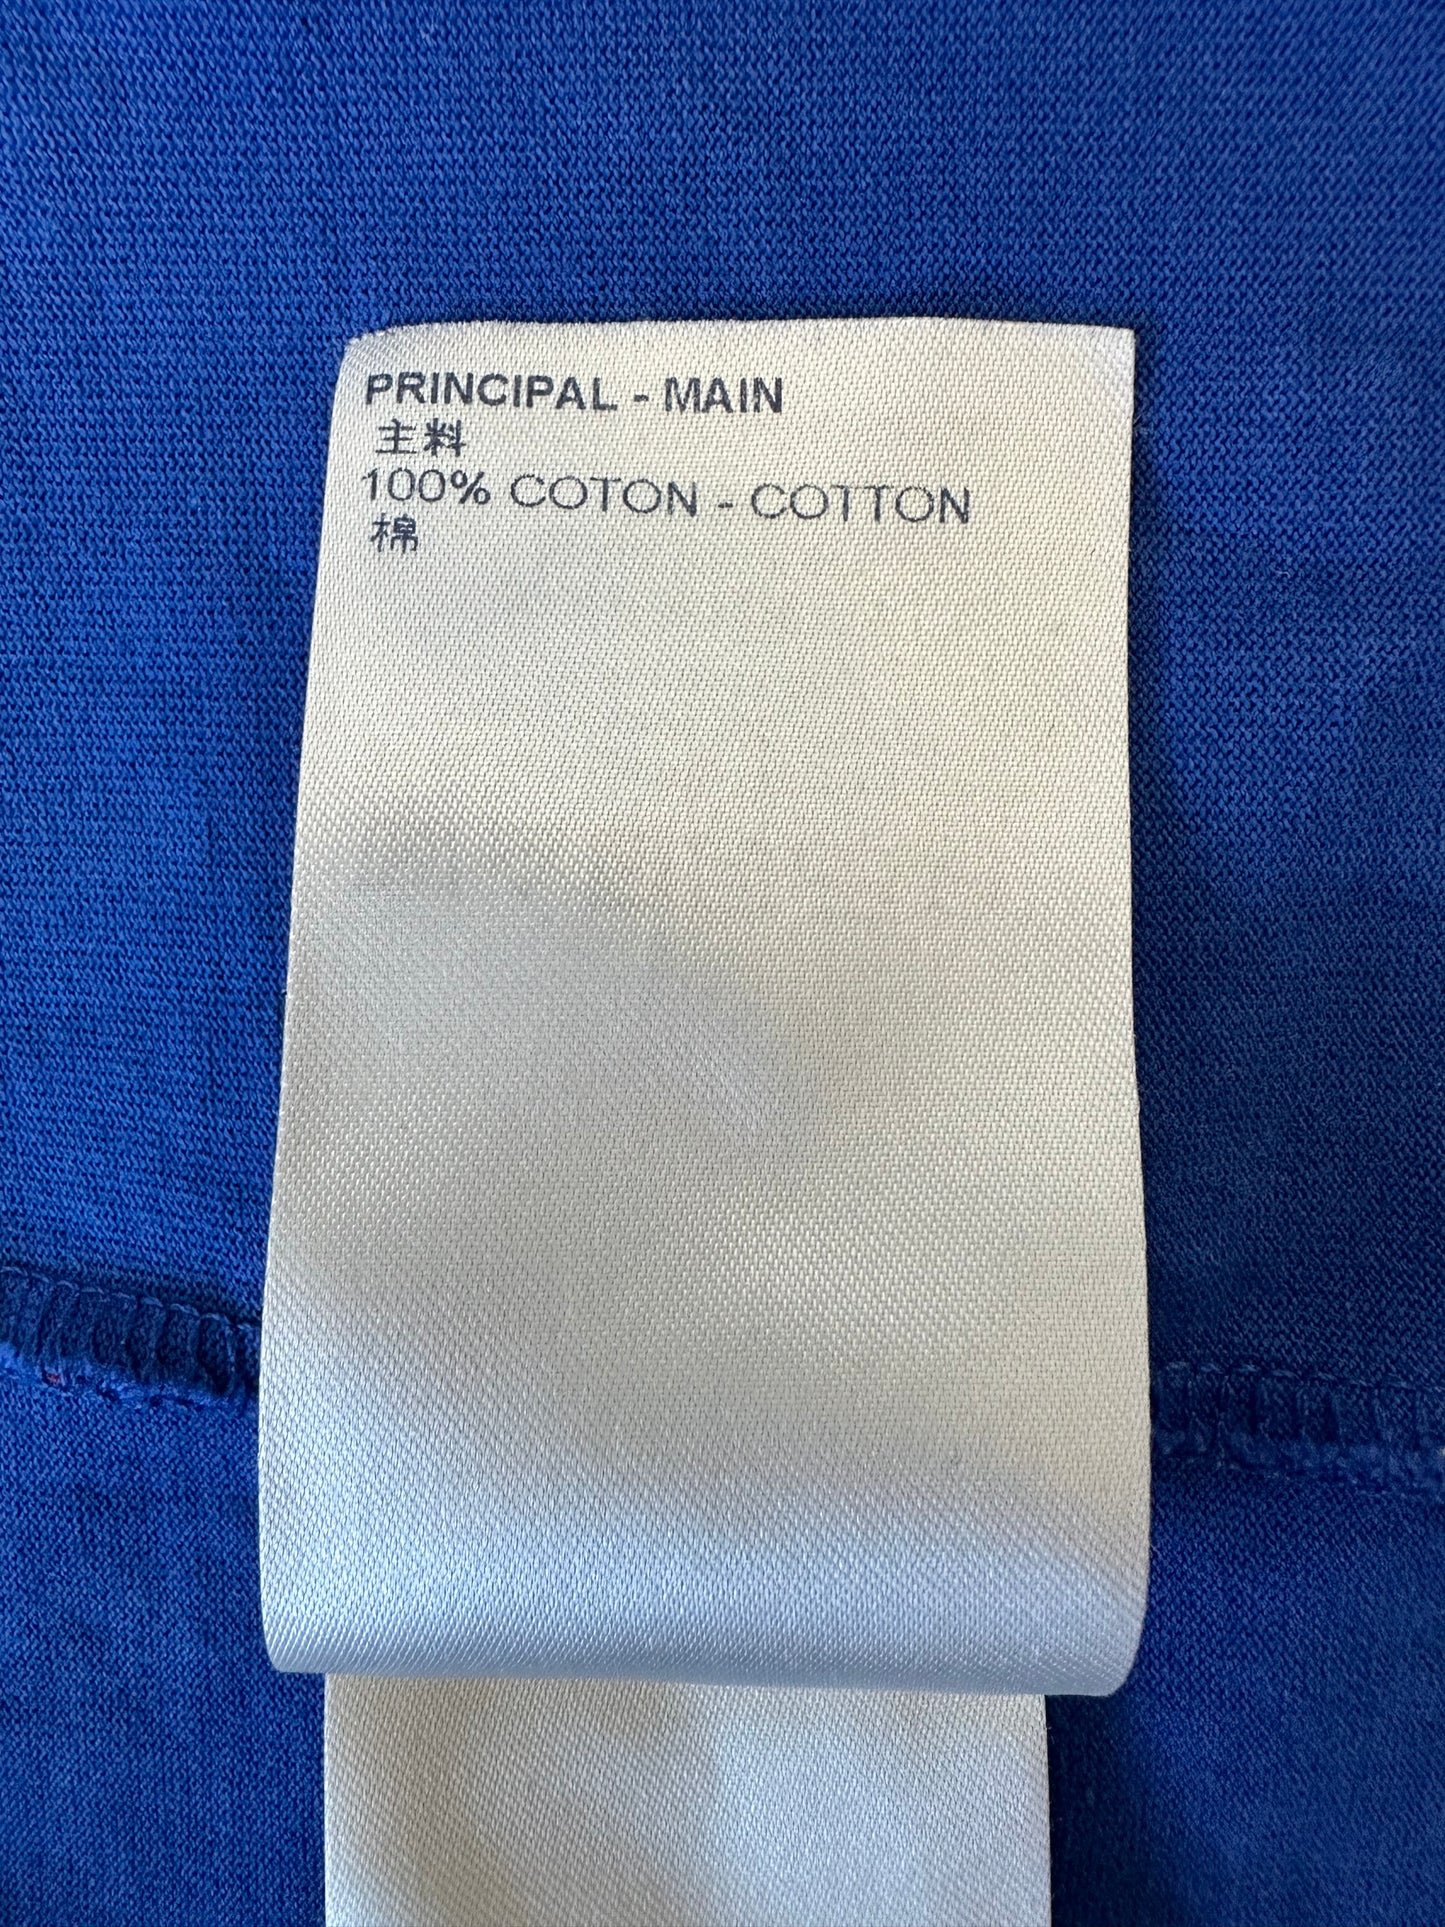 PRINCIPAL - MAIN
主料
100% COTON - COTTON
棉